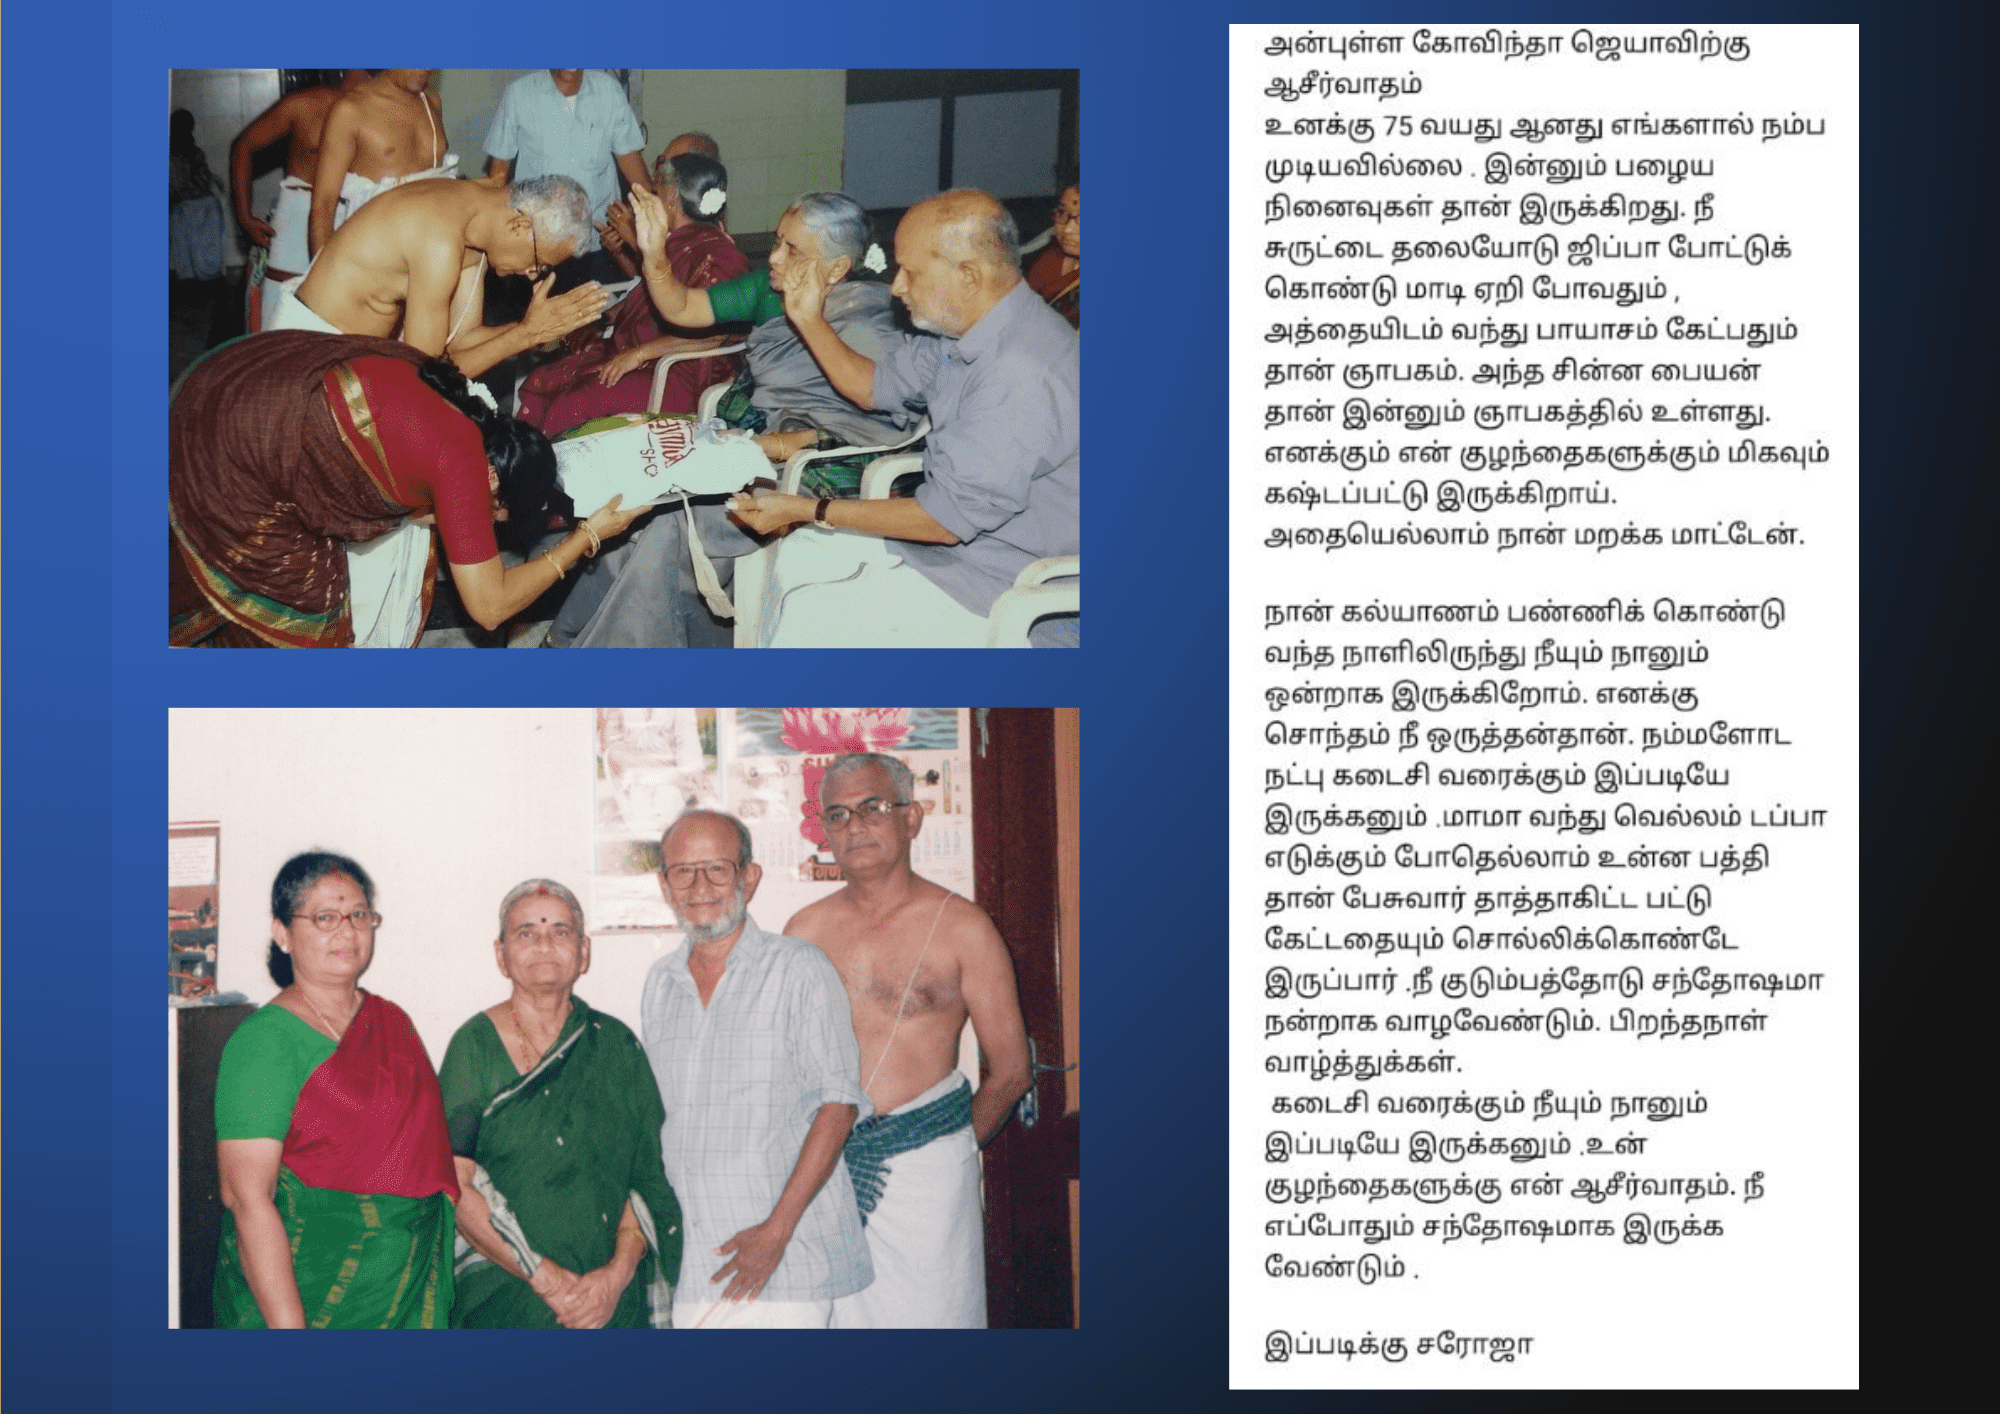 அன்புள்ள கோவிந்தா ஜெயாவிற்கு
ஆசீர்வாதம்
உனக்கு 75 வயது ஆனது எங்களால் நம்ப
முடியவில்லை . இன்னும் பழைய
நினைவுகள் தான் இருக்கிறது. நீ
சுருட்டை தலையோடு ஜிப்பா போட்டுக்
கொண்டு மாடி ஏறி போவதும் ,
அத்தையிடம் வந்து பாயாசம் கேட்பதும்
தான் ஞாபகம். அந்த சின்ன பையன்
தான் இன்னும் ஞாபகத்தில் உள்ளது.
எனக்கும் என் குழந்தைகளுக்கும் மிகவும்
கஷ்டப்பட்டு இருக்கிறாய்.
அதையெல்லாம் நான் மறக்க மாட்டேன்.
நான் கல்யாணம் பண்ணிக் கொண்டு
வந்த நாளிலிருந்து நீயும் நானும்
ஒன்றாக இருக்கிறோம். எனக்கு
சொந்தம் நீ ஒருத்தன்தான். நம்மளோட
நட்பு கடைசி வரைக்கும் இப்படியே
இருக்கனும் .மாமா வந்து வெல்லம் டப்பா
எடுக்கும் போதெல்லாம் உன்ன பத்தி
தான் பேசுவார் தாத்தாகிட்ட பட்டு
கேட்டதையும் சொல்லிக்கொண்டே
இருப்பார் .நீ குடும்பத்தோடு சந்தோஷமா
நன்றாக வாழவேண்டும். பிறந்தநாள்
வாழ்த்துக்கள்.
கடைசி வரைக்கும் நீயும் நானும்
இப்படியே இருக்கனும் .உன்
குழந்தைகளுக்கு என் ஆசீர்வாதம். நீ
எப்போதும் சந்தோஷமாக இருக்க
வேண்டும் .
இப்படிக்கு சரோஜா